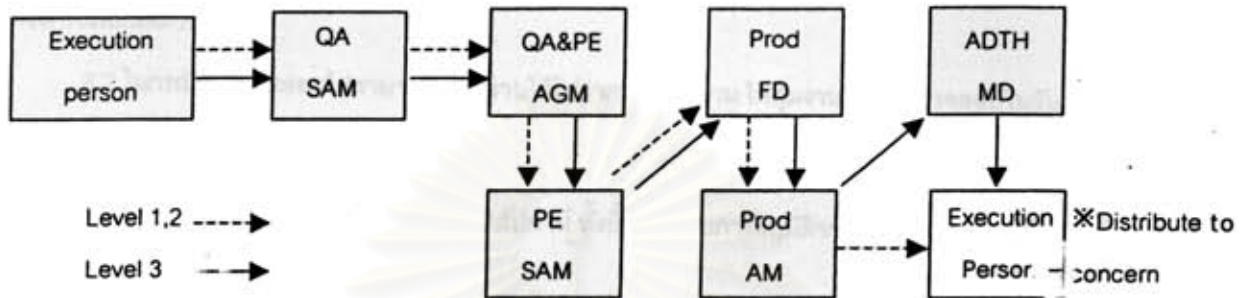 Execution
person
QA
SAM
QA&PE
AGM
Prod
FD
ADTH
MD
PE
SAM
Prod
AM
Execution
Person
※Distribute to
concern
Level 1,2
Level 3